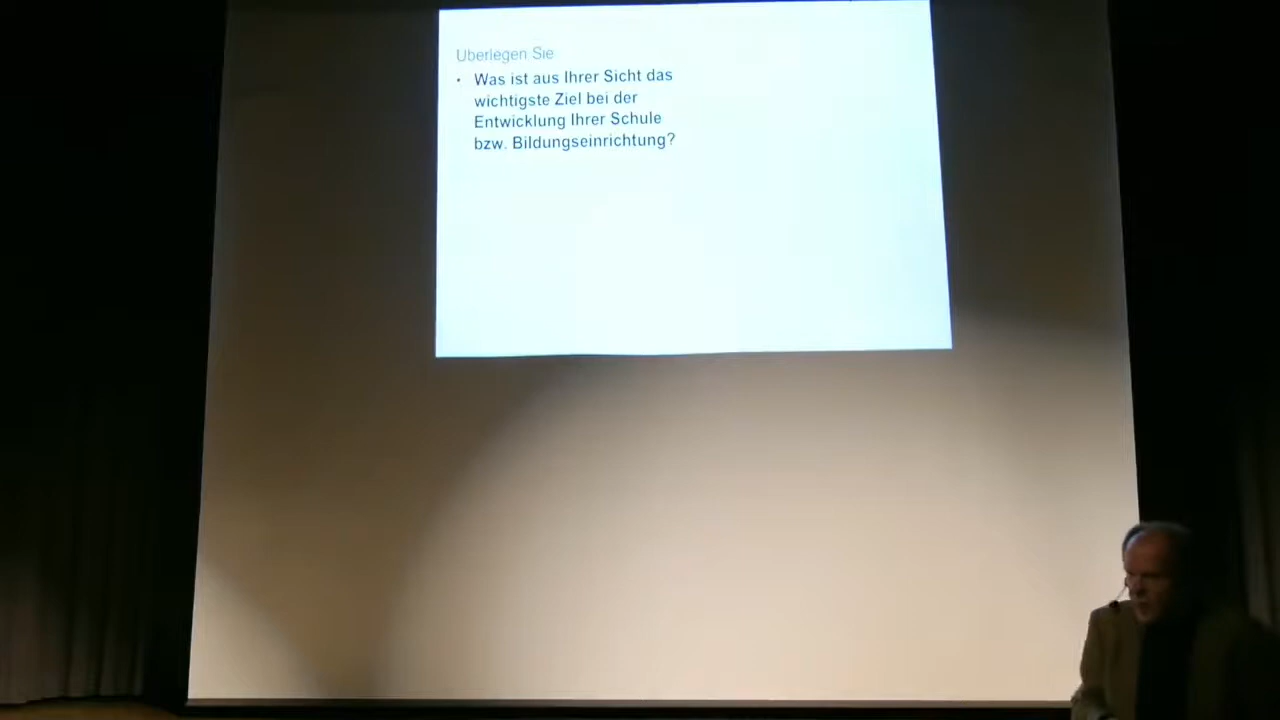 Überlegen Sie
• Was ist aus Ihrer Sicht das
wichtigste Ziel bei der
Entwicklung Ihrer Schule
bzw. Bildungseinrichtung?